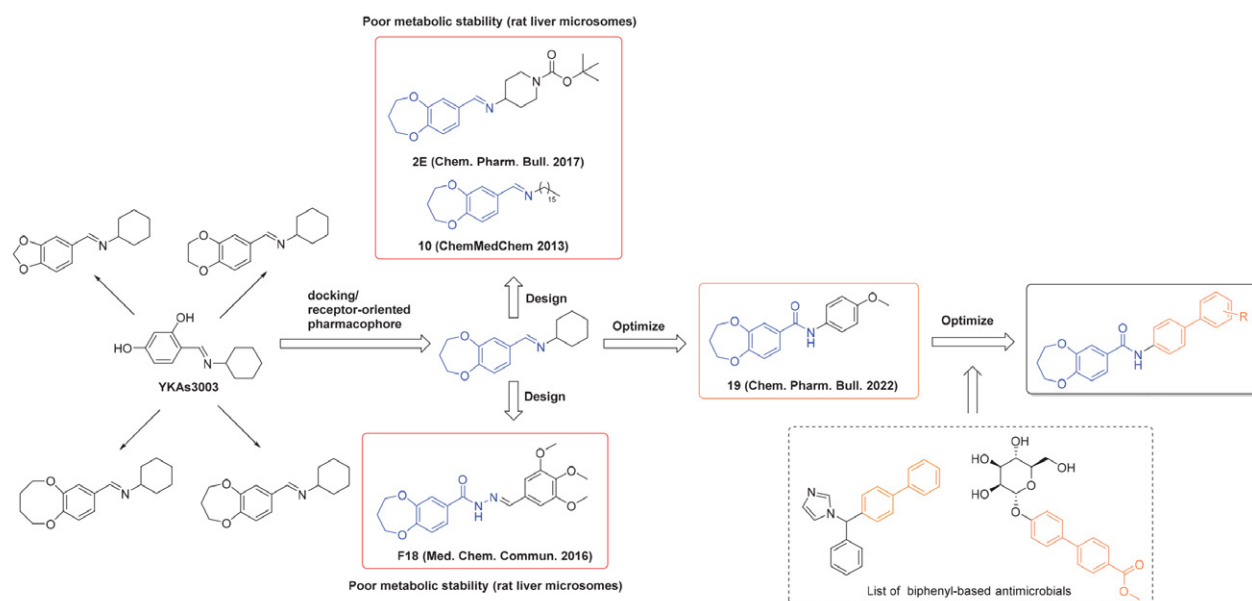 Poor metabolic stability (rat liver microsomes)
O
O
N
O
O
N
O
2E (Chem. Pharm. Bull. 2017)
O
N
15
O
10 (ChemMedChem 2013)
O
O
N
O
O
N
docking/
receptor-oriented
pharmacophore
Design
OH
HO
N
YKAs3003
O
O
N
Optimize
O
O
N
H
O
O
19 (Chem. Pharm. Bull. 2022)
Optimize
O
O
N
H
O
R
Design
O
O
N
O
O
N
O
O
N
H
N
O
O
O
O
F18 (Med. Chem. Commun. 2016)
Poor metabolic stability (rat liver microsomes)
N
N
OH
HO
OH
HO
O
O
O
O
List of biphenyl-based antimicrobials